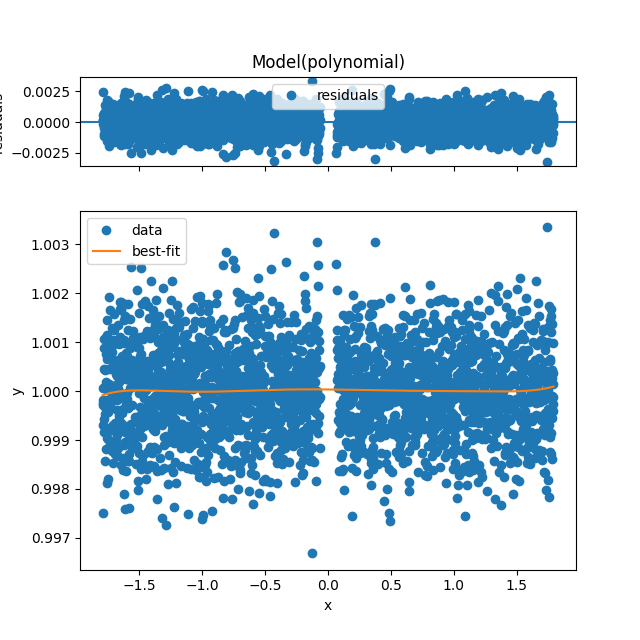 Model(polynomial)
0.0025
0.0000
−0.0025
residuals
residuals
data
best-fit
1.003
1.002
1.001
1.000
0.999
0.998
0.997
y
−1.5 −1.0 −0.5 0.0 0.5 1.0 1.5
x